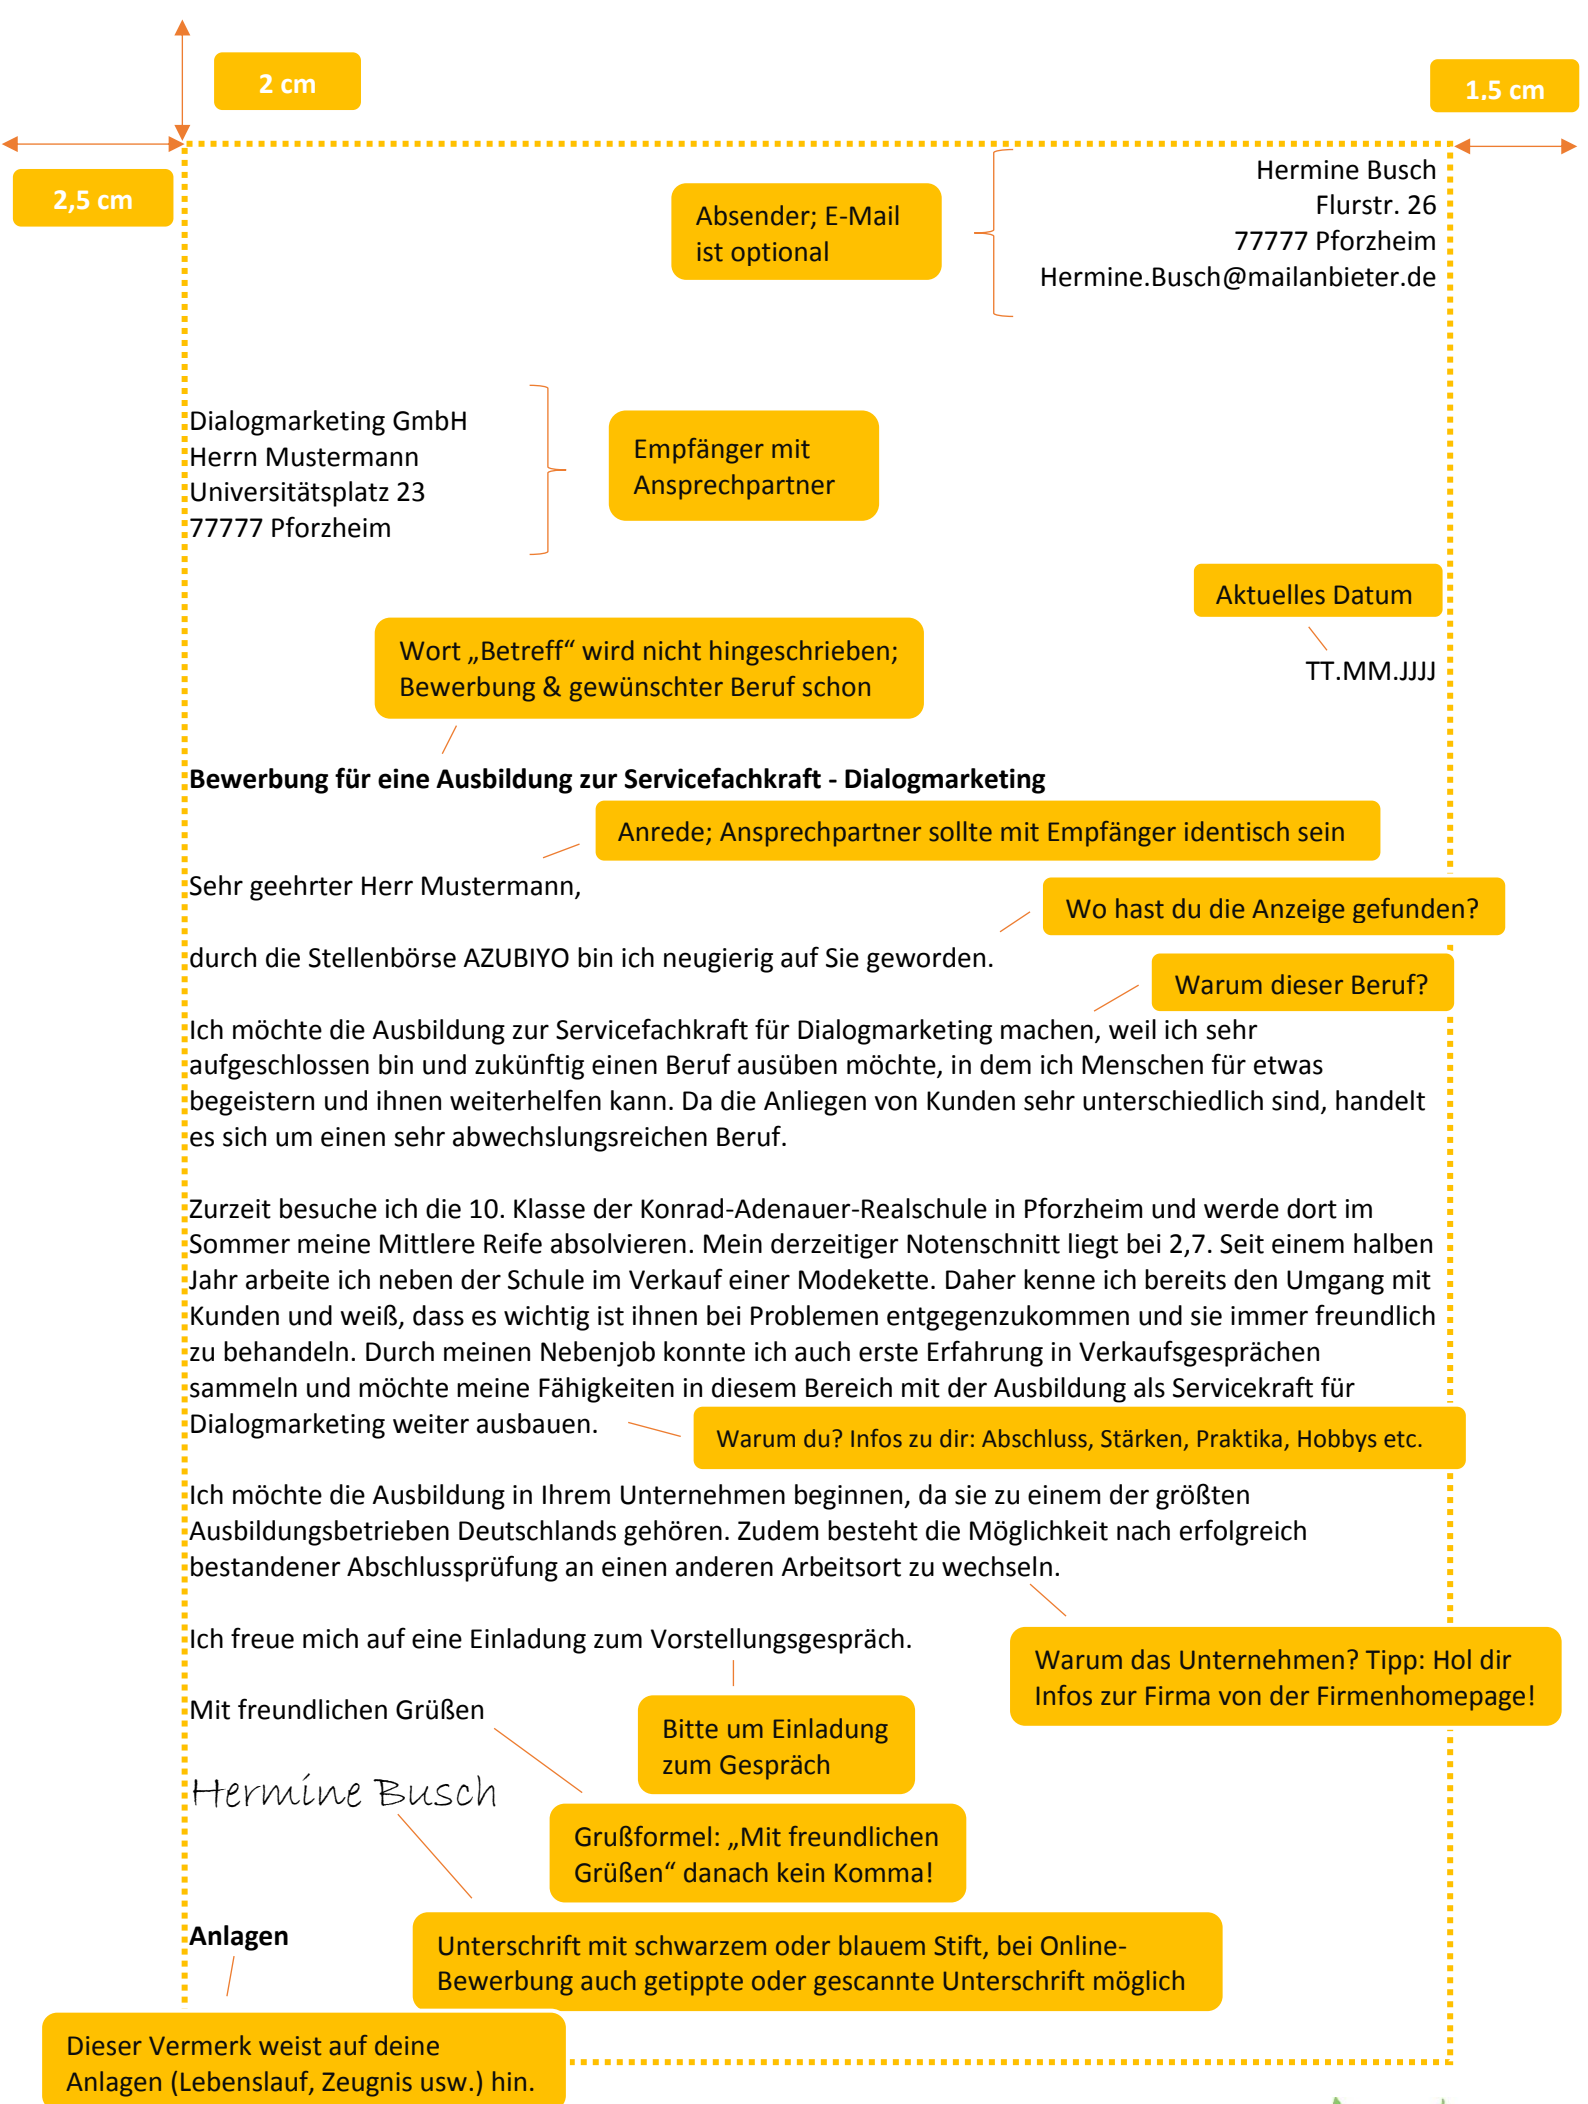 2 cm
1,5 cm
2,5 cm
Hermine Busch
Flurstr. 26
77777 Pforzheim
Hermine.Busch@mailanbieter.de
Absender; E-Mail
ist optional
Dialogmarketing GmbH
Herrn Mustermann
Universitätsplatz 23
77777 Pforzheim
Empfänger mit
Ansprechpartner
Aktuelles Datum
TT.MM.JJJJ
Wort „Betreff“ wird nicht hingeschrieben;
Bewerbung & gewünschter Beruf schon
Bewerbung für eine Ausbildung zur Servicefachkraft - Dialogmarketing
Anrede; Ansprechpartner sollte mit Empfänger identisch sein
Sehr geehrter Herr Mustermann,
Wo hast du die Anzeige gefunden?
durch die Stellenbörse AZUBIYO bin ich neugierig auf Sie geworden.
Warum dieser Beruf?
Ich möchte die Ausbildung zur Servicefachkraft für Dialogmarketing machen, weil ich sehr
aufgeschlossen bin und zukünftig einen Beruf ausüben möchte, in dem ich Menschen für etwas
begeistern und ihnen weiterhelfen kann. Da die Anliegen von Kunden sehr unterschiedlich sind, handelt
es sich um einen sehr abwechslungsreichen Beruf.
Zurzeit besuche ich die 10. Klasse der Konrad-Adenauer-Realschule in Pforzheim und werde dort im
Sommer meine Mittlere Reife absolvieren. Mein derzeitiger Notenschnitt liegt bei 2,7. Seit einem halben
Jahr arbeite ich neben der Schule im Verkauf einer Modekette. Daher kenne ich bereits den Umgang mit
Kunden und weiß, dass es wichtig ist ihnen bei Problemen entgegenzukommen und sie immer freundlich
zu behandeln. Durch meinen Nebenjob konnte ich auch erste Erfahrung in Verkaufsgesprächen
sammeln und möchte meine Fähigkeiten in diesem Bereich mit der Ausbildung als Servicekraft für
Dialogmarketing weiter ausbauen.
Warum du? Infos zu dir: Abschluss, Stärken, Praktika, Hobbys etc.
Ich möchte die Ausbildung in Ihrem Unternehmen beginnen, da sie zu einem der größten
Ausbildungsbetrieben Deutschlands gehören. Zudem besteht die Möglichkeit nach erfolgreich
bestandener Abschlussprüfung an einen anderen Arbeitsort zu wechseln.
Ich freue mich auf eine Einladung zum Vorstellungsgespräch.
Warum das Unternehmen? Tipp: Hol dir
Infos zur Firma von der Firmenhomepage!
Mit freundlichen Grüßen
Bitte um Einladung
zum Gespräch
Hermine Busch
Grußformel: „Mit freundlichen
Grüßen“ danach kein Komma!
Anlagen
Unterschrift mit schwarzem oder blauem Stift, bei Online-
Bewerbung auch getippte oder gescannte Unterschrift möglich
Dieser Vermerk weist auf deine
Anlagen (Lebenslauf, Zeugnis usw.) hin.